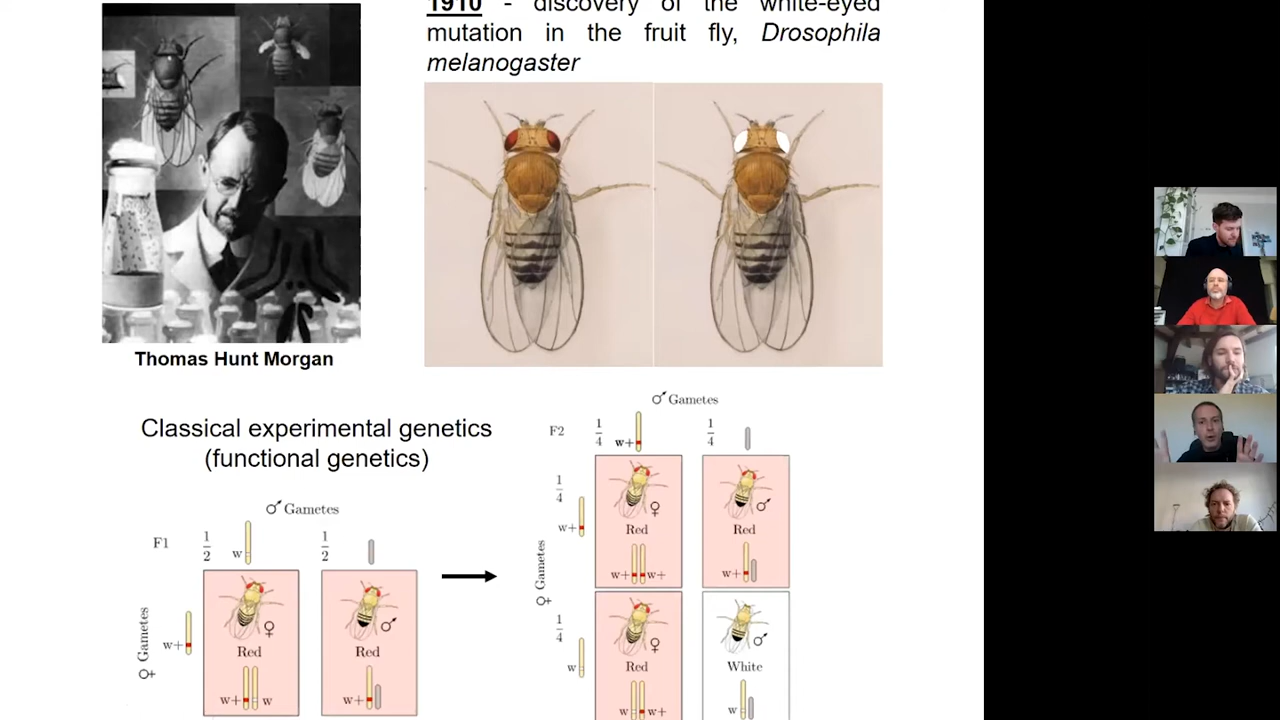 1910 - discovery of the white-eyed
mutation in the fruit fly, Drosophila
melanogaster
Thomas Hunt Morgan
Classical experimental genetics
(functional genetics)
♂ Gametes
F1
1/2
w
1/2
♀ Gametes
w+
♀
Red
w+ w
♂
Red
w+
♂ Gametes
F2
1/4
w+
1/4
♀ Gametes
1/4
w+
♀
Red
w+ w+
♂
Red
w+
1/4
w
♀
Red
w w+
♂
White
w